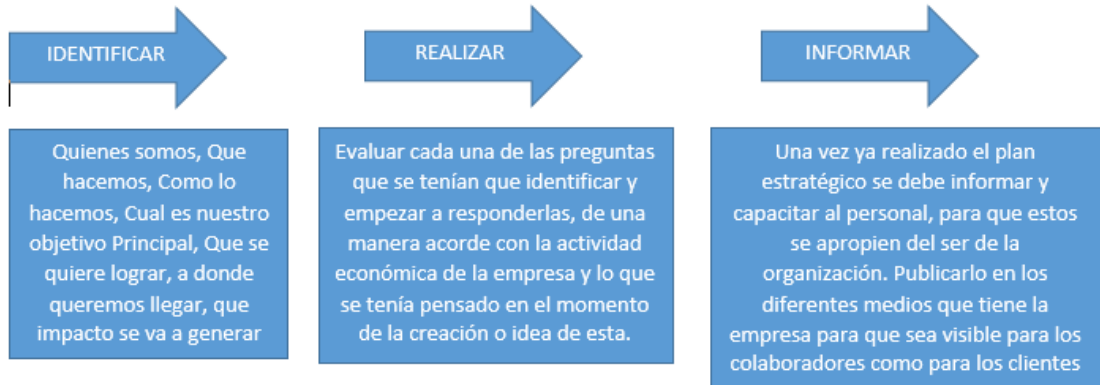 IDENTIFICAR
REALIZAR
INFORMAR
Quienes somos, Que
hacemos, Como lo
hacemos, Cual es nuestro
objetivo Principal, Que se
quiere lograr, a donde
queremos llegar, que
impacto se va a generar
Evaluar cada una de las preguntas
que se tenían que identificar y
empezar a responderlas, de una
manera acorde con la actividad
económica de la empresa y lo que
se tenía pensado en el momento
de la creación o idea de esta.
Una vez ya realizado el plan
estratégico se debe informar y
capacitar al personal, para que estos
se apropien del ser de la
organización. Publicarlo en los
diferentes medios que tiene la
empresa para que sea visible para los
colaboradores como para los clientes